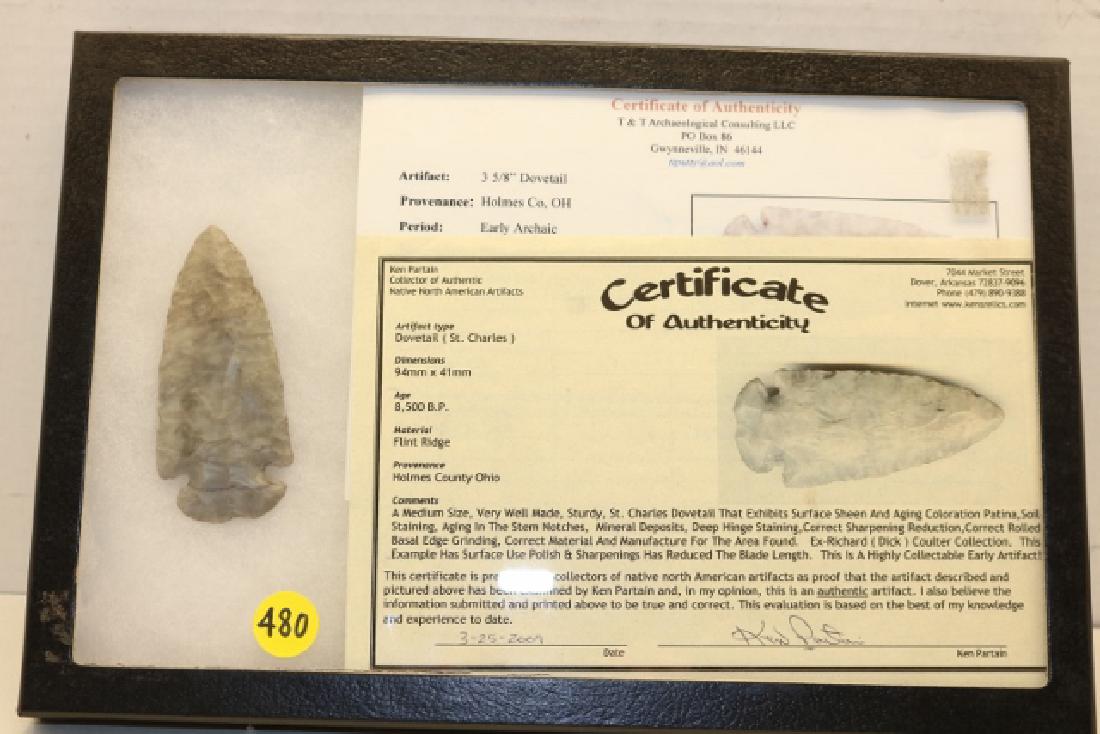 Certificate of Authenticity
T & T Archaeological Consulting LLC
PO Box 86
Gwynneville, IN 46144
Artifact: 3 5/8" Dovetail
Provenance: Holmes Co, OH
Period: Early Archaic
Ken Partain
Collector of Authentic
Native North American Artifacts
Certificate
Of Authenticity
7044 Market Street
Dover, Arkansas 72837-9096
Phone (479) 890-9388
Internet www.kensrelics.com
Artifact type
Dovetail ( St. Charles )
Dimensions
94mm x 41mm
Age
8,500 B.P.
Material
Flint Ridge
Provenance
Holmes County Ohio
Comments
A Medium Size, Very Well Made, Sturdy, St. Charles Dovetail That Exhibits Surface Sheen And Aging Coloration Patina, Soil
Staining, Aging In The Stem Notches, Mineral Deposits, Deep Hinge Staining, Correct Sharpening Reduction, Correct Rolled
Basal Edge Grinding, Correct Material And Manufacture For The Area Found. Ex-Richard ( Dick ) Coulter Collection. This
Example Has Surface Use Polish & Sharpenings Has Reduced The Blade Length. This Is A Highly Collectable Early Artifact!
This certificate is collectors of native north American artifacts as proof that the artifact described and
pictured above has been by Ken Partain and, in my opinion, this is an authentic artifact. I also believe the
information submitted and printed above to be true and correct. This evaluation is based on the best of my knowledge
and experience to date.
3-25-2009 Ken Partain
Date Ken Partain
480